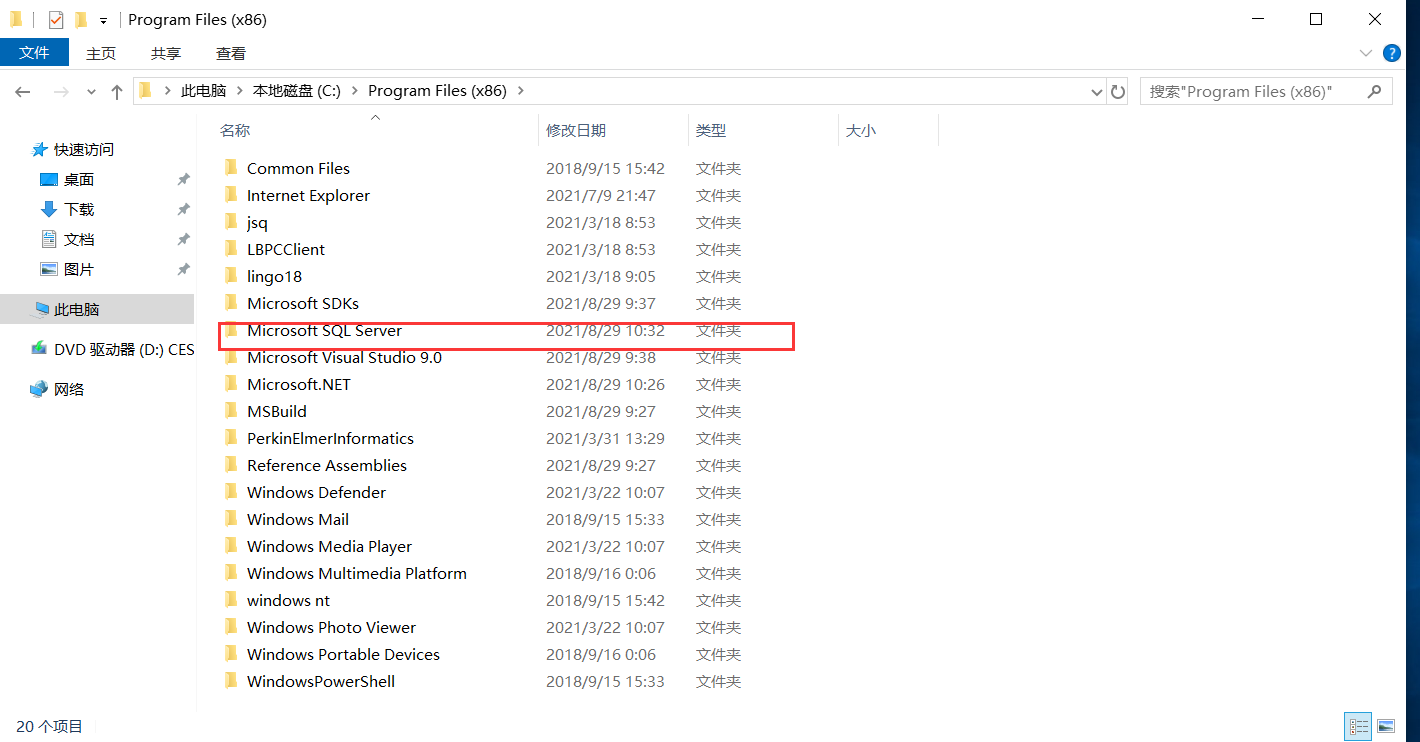 Program Files (x86)
文件 主页 共享 查看
此电脑 本地磁盘 (C:) Program Files (x86) 搜索"Program Files (x86)"
名称 修改日期 类型 大小
快速访问
桌面
下载
文档
图片
此电脑
DVD 驱动器 (D:) CES
网络
Common Files 2018/9/15 15:42 文件夹
Internet Explorer 2021/7/9 21:47 文件夹
jsq 2021/3/18 8:53 文件夹
LBPCClient 2021/3/18 8:53 文件夹
lingo18 2021/3/18 9:05 文件夹
Microsoft SDKs 2021/8/29 9:37 文件夹
Microsoft SQL Server 2021/8/29 10:32 文件夹
Microsoft Visual Studio 9.0 2021/8/29 9:38 文件夹
Microsoft.NET 2021/8/29 10:26 文件夹
MSBuild 2021/8/29 9:27 文件夹
PerkinElmerInformatics 2021/3/31 13:29 文件夹
Reference Assemblies 2021/8/29 9:27 文件夹
Windows Defender 2021/3/22 10:07 文件夹
Windows Mail 2018/9/15 15:33 文件夹
Windows Media Player 2021/3/22 10:07 文件夹
Windows Multimedia Platform 2018/9/16 0:06 文件夹
windows nt 2018/9/15 15:42 文件夹
Windows Photo Viewer 2021/3/22 10:07 文件夹
Windows Portable Devices 2018/9/16 0:06 文件夹
WindowsPowerShell 2018/9/15 15:33 文件夹
20 个项目